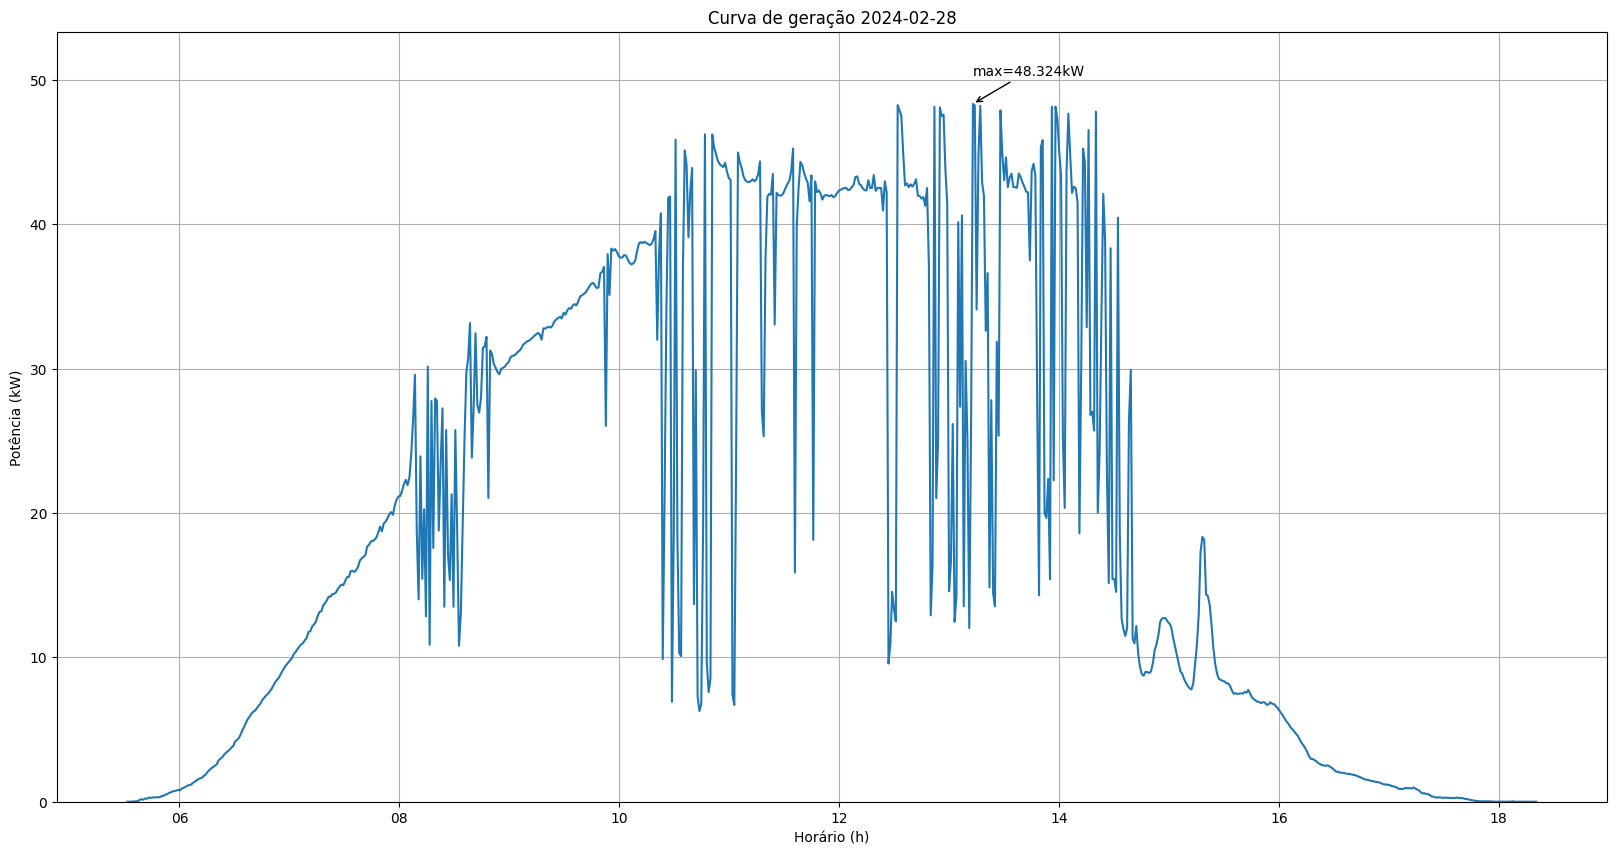 Curva de geração 2024-02-28
max=48.324kW
50
40
30
20
10
0
Potência (kW)
06 08 10 12 14 16 18
Horário (h)